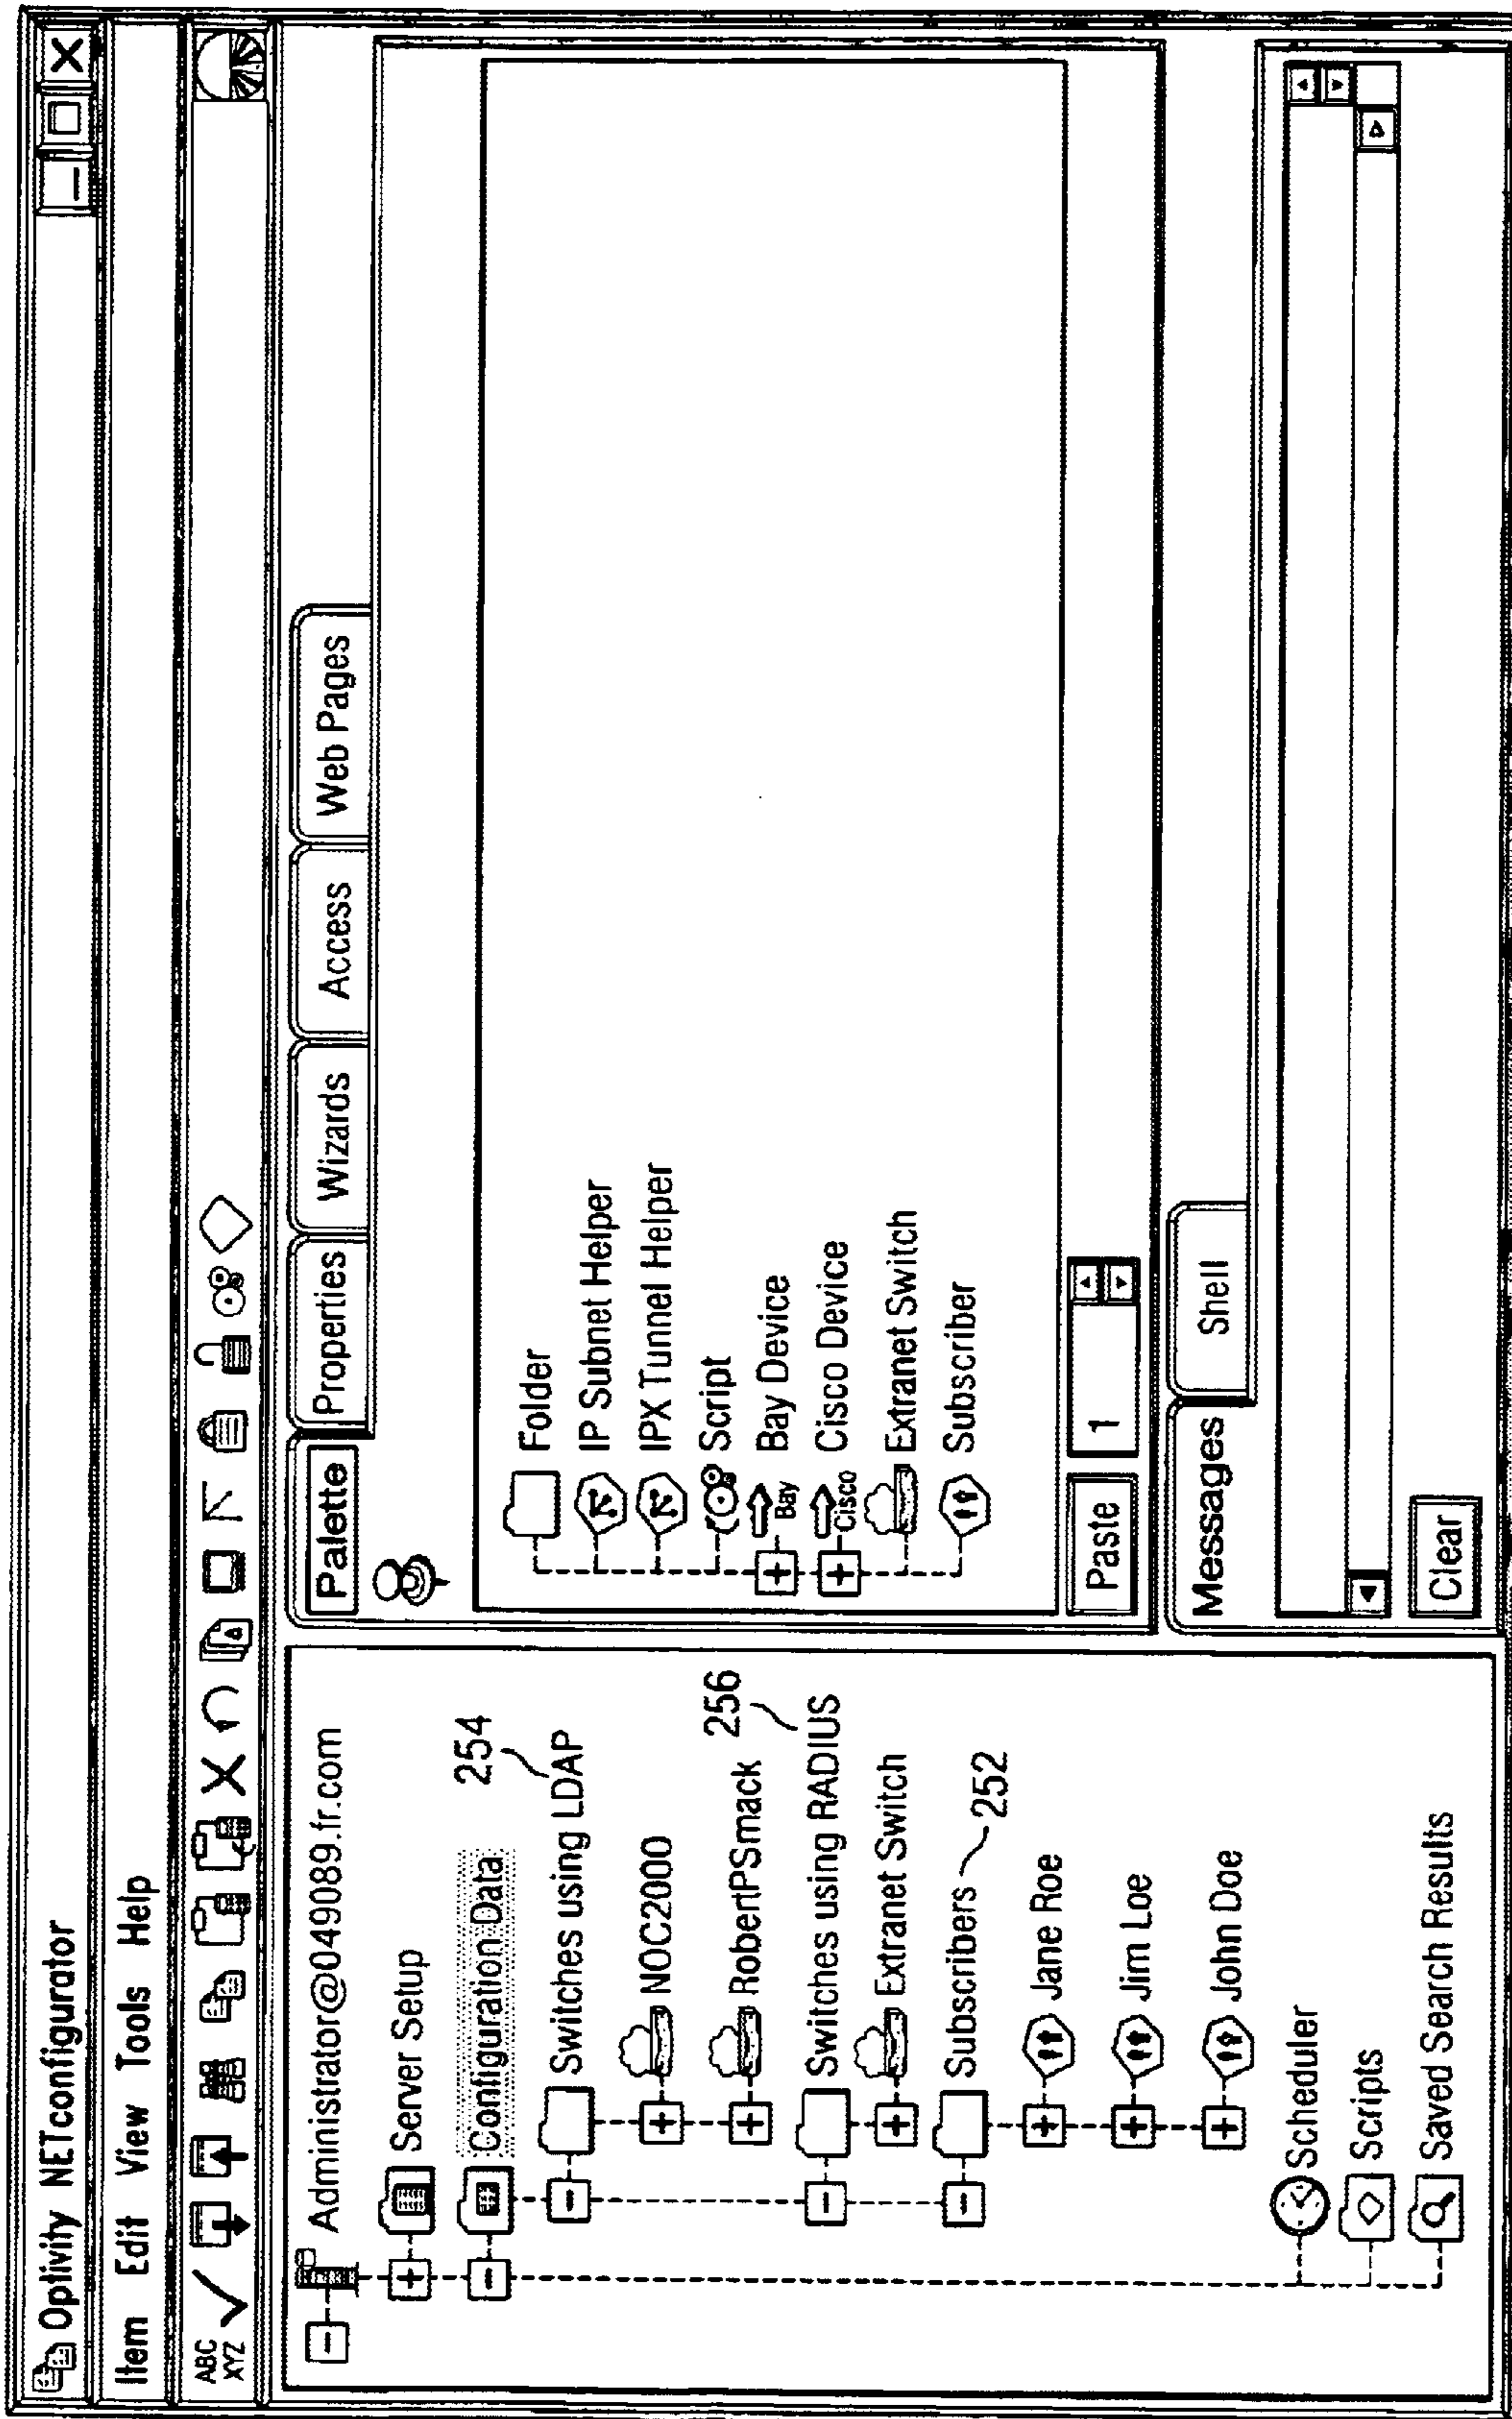 Optivity NETconfigurator
Item Edit View Tools Help
ABC
XYZ
Administrator@049089.fr.com
Server Setup
Configuration Data
254
Switches using LDAP
NOC2000
RobertPSmack
256
Switches using RADIUS
Extranet Switch
Subscribers 252
Jane Roe
Jim Loe
John Doe
Scheduler
Scripts
Saved Search Results
Palette Properties Wizards Access Web Pages
Folder
IP Subnet Helper
IPX Tunnel Helper
Script
Bay Bay Device
Cisco Cisco Device
Extranet Switch
Subscriber
Paste 1
Messages Shell
Clear